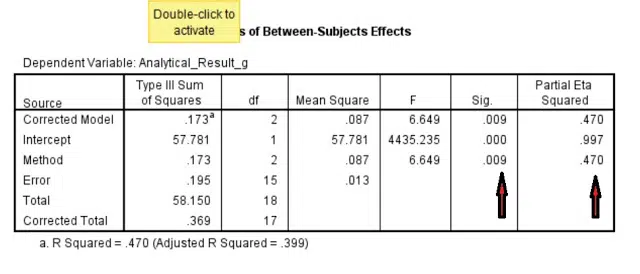 Double-click to
activate
s of Between-Subjects Effects
Dependent Variable: Analytical_Result_g
Source Type III Sum of Squares df Mean Square F Sig. Partial Eta Squared
Corrected Model .173a 2 .087 6.649 .009 .470
Intercept 57.781 1 57.781 4435.235 .000 .997
Method .173 2 .087 6.649 .009 .470
Error .195 15 .013
Total 58.150 18
Corrected Total .369 17
a. R Squared = .470 (Adjusted R Squared = .399)